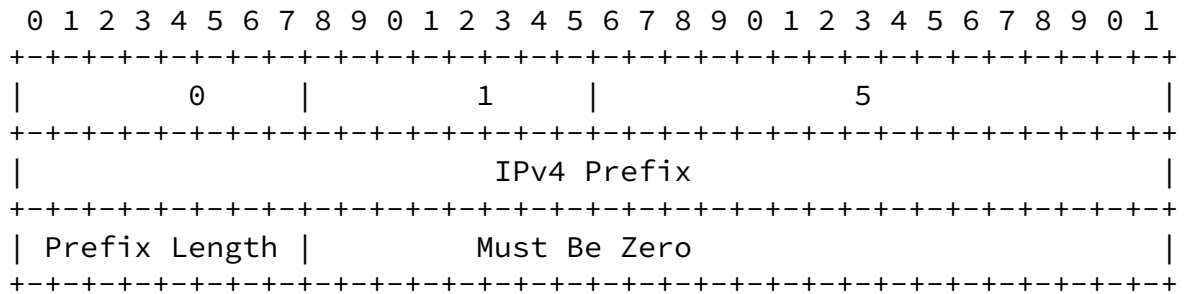 0 1 2 3 4 5 6 7 8 9 0 1 2 3 4 5 6 7 8 9 0 1 2 3 4 5 6 7 8 9 0 1
+-+-+-+-+-+-+-+-+-+-+-+-+-+-+-+-+-+-+-+-+-+-+-+-+-+-+-+-+-+-+-+-+
|         0     |         1     |              5                |
+-+-+-+-+-+-+-+-+-+-+-+-+-+-+-+-+-+-+-+-+-+-+-+-+-+-+-+-+-+-+-+-+
|                          IPv4 Prefix                          |
+-+-+-+-+-+-+-+-+-+-+-+-+-+-+-+-+-+-+-+-+-+-+-+-+-+-+-+-+-+-+-+-+
| Prefix Length |         Must Be Zero                          |
+-+-+-+-+-+-+-+-+-+-+-+-+-+-+-+-+-+-+-+-+-+-+-+-+-+-+-+-+-+-+-+-+